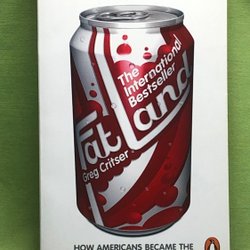 The International
Bestseller
Fat Land
Greg Critser
HOW AMERICANS BECAME THE